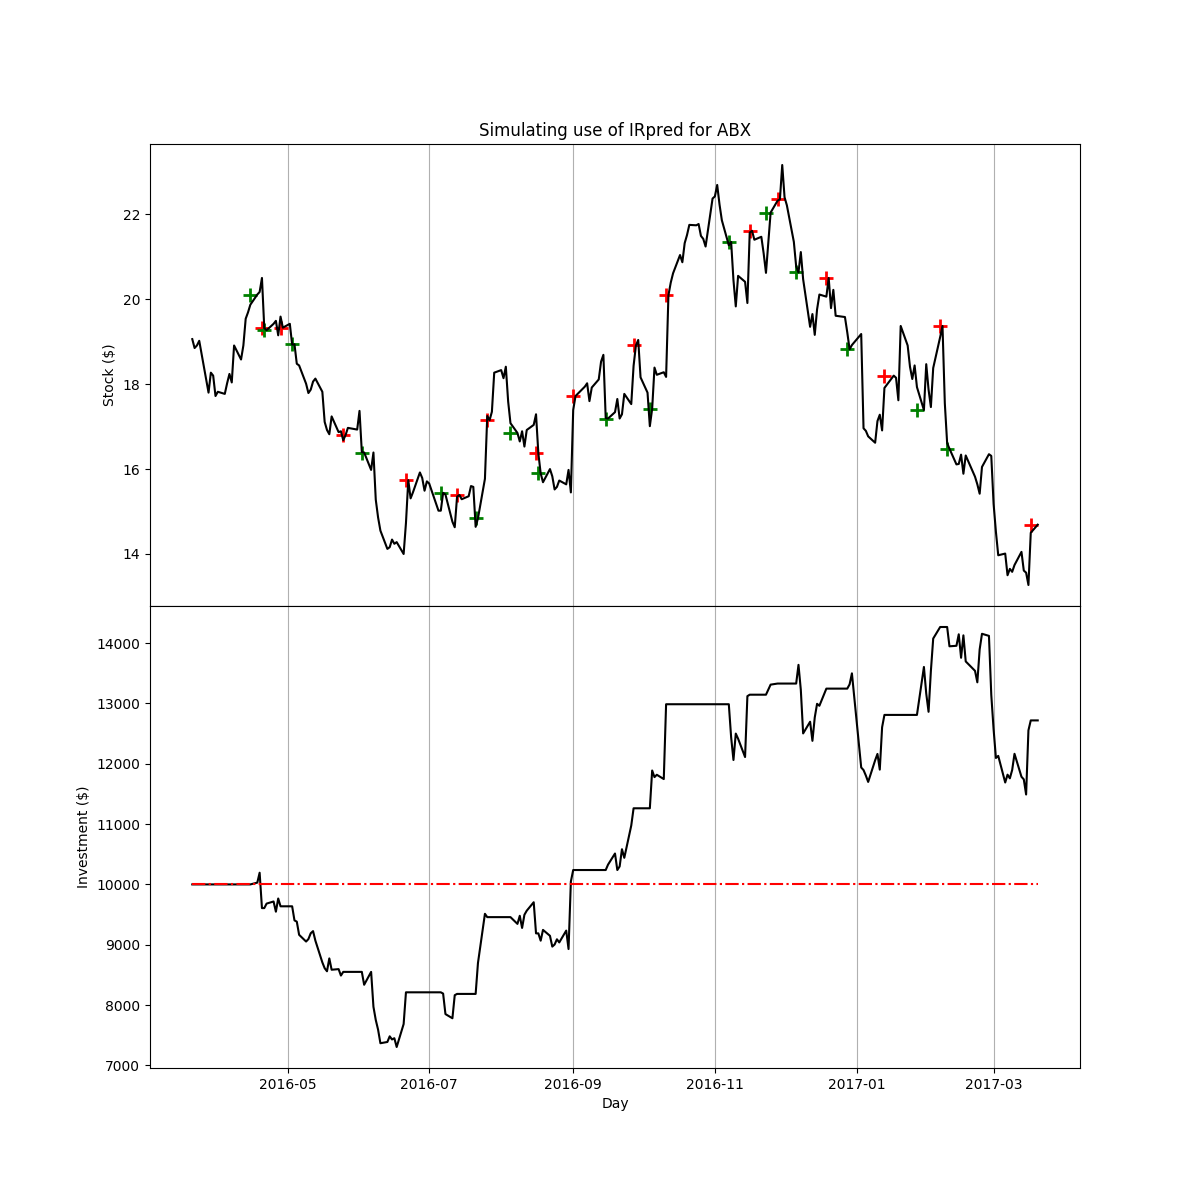 Simulating use of IRpred for ABX
22
20
18
16
14
Stock ($)
14000
13000
12000
11000
10000
9000
8000
7000
Investment ($)
2016-05 2016-07 2016-09 2016-11 2017-01 2017-03
Day